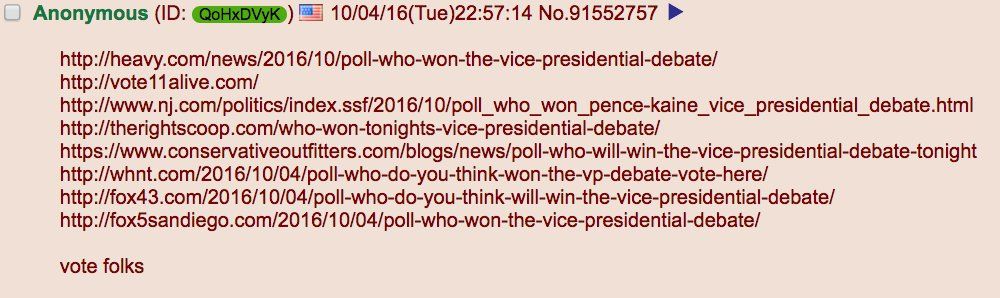 Anonymous (ID: QoHxDVyK) 10/04/16(Tue)22:57:14 No.91552757
http://heavy.com/news/2016/10/poll-who-won-the-vice-presidential-debate/
http://vote11alive.com/
http://www.nj.com/politics/index.ssf/2016/10/poll_who_won_pence-kaine_vice_presidential_debate.html
http://therightscoop.com/who-won-tonights-vice-presidential-debate/
https://www.conservativeoutfitters.com/blogs/news/poll-who-will-win-the-vice-presidential-debate-tonight
http://whnt.com/2016/10/04/poll-who-do-you-think-won-the-vp-debate-vote-here/
http://fox43.com/2016/10/04/poll-who-do-you-think-will-win-the-vice-presidential-debate/
http://fox5sandiego.com/2016/10/04/poll-who-won-the-vice-presidential-debate/
vote folks